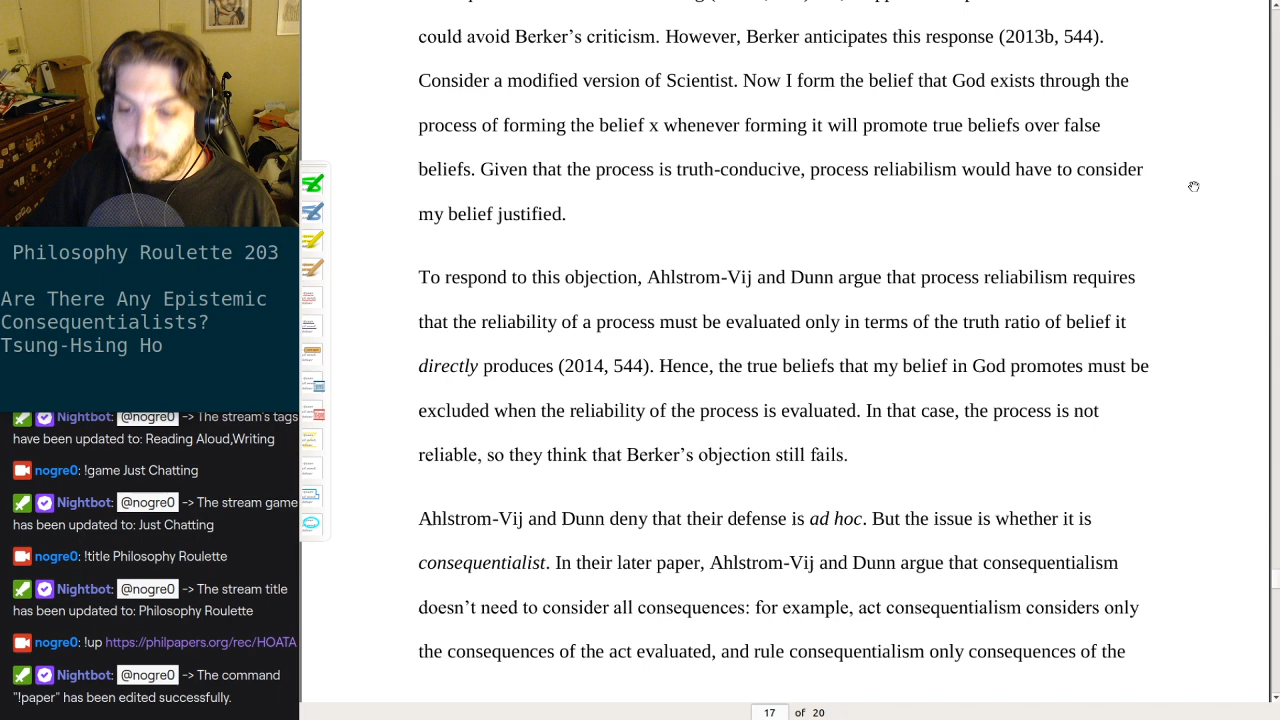 Philosophy Roulette 203
Are There Any Epistemic
Consequentialists?
Tsung-Hsing Ho
Nightbot: @nogre0 -> The stream's tags
have been updated to: Reading Aloud,Writing
nogre0: !game Just Chatting
Nightbot: @nogre0 -> The stream game
has been updated to: Just Chatting
nogre0: !title Philosophy Roulette
Nightbot: @nogre0 -> The stream title
has been updated to: Philosophy Roulette
nogre0: !up https://philpapers.org/rec/HOATA
Nightbot: @nogre0 -> The command
"!paper" has been edited successfully.
could avoid Berker's criticism. However, Berker anticipates this response (2013b, 544).
Consider a modified version of Scientist. Now I form the belief that God exists through the
process of forming the belief x whenever forming it will promote true beliefs over false
beliefs. Given that the process is truth-conducive, process reliabilism would have to consider
my belief justified.
To respond to this objection, Ahlstrom-Vij and Dunn argue that process reliabilism requires
that the reliability of a process must be evaluated only in terms of the truth-ratio of belief it
directly produces (2014, 544). Hence, the true beliefs that my belief in God promotes must be
excluded when the reliability of the process is evaluated. In that case, the process is not
reliable, so they think that Berker's objection still fails.
Ahlstrom-Vij and Dunn deny that their defense is ad hoc. But the issue is whether it is
consequentialist. In their later paper, Ahlstrom-Vij and Dunn argue that consequentialism
doesn't need to consider all consequences: for example, act consequentialism considers only
the consequences of the act evaluated, and rule consequentialism only consequences of the
17 of 20